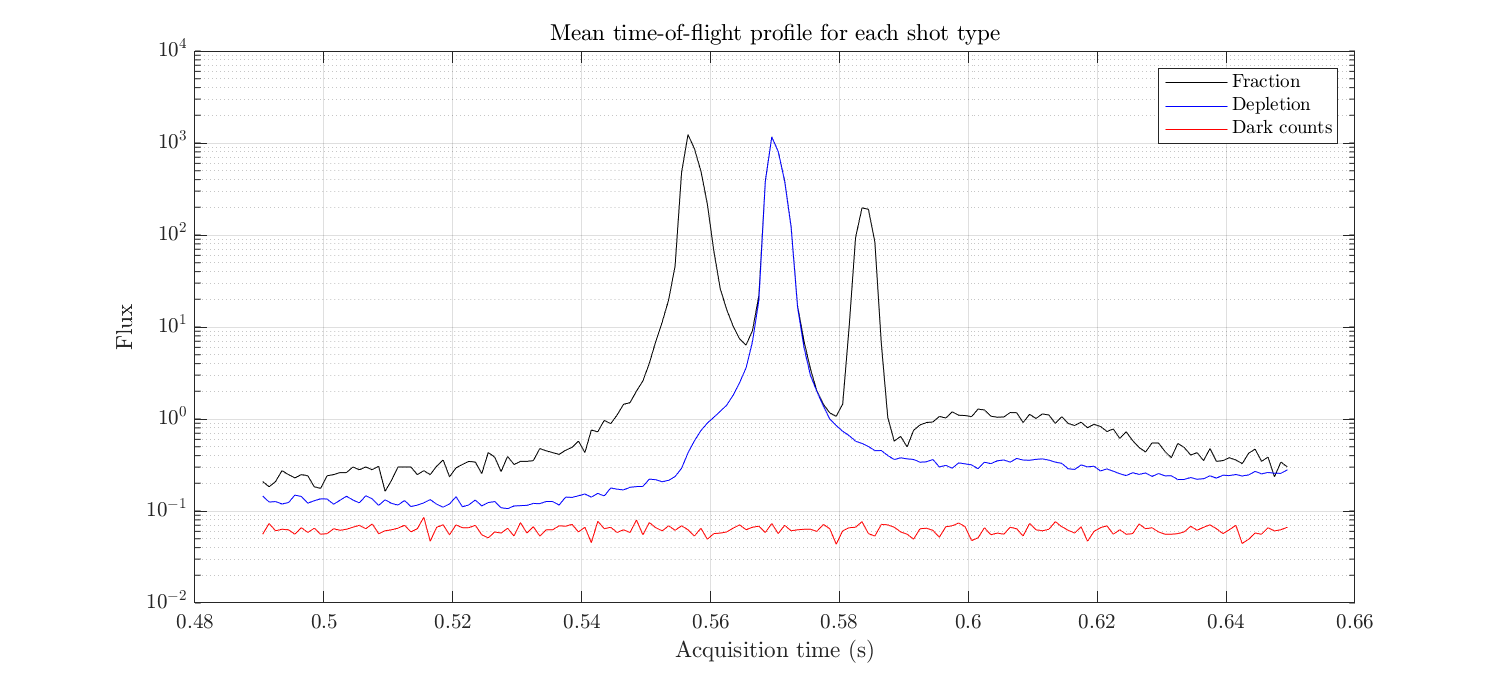 Mean time-of-flight profile for each shot type
10^4
10^3
10^2
10^1
10^0
10^-1
10^-2
Flux
Fraction
Depletion
Dark counts
0.48 0.5 0.52 0.54 0.56 0.58 0.6 0.62 0.64 0.66
Acquisition time (s)